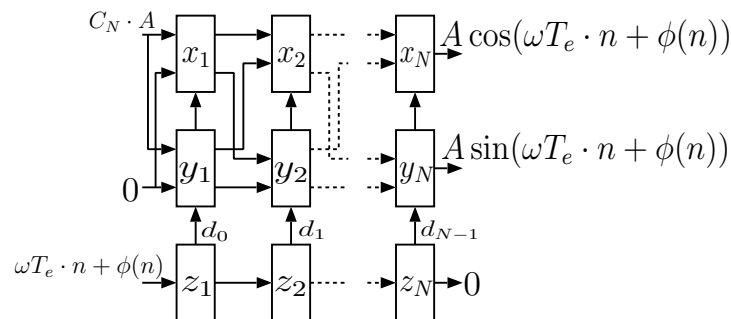 C_N · A
x_1 x_2 x_N A cos(ωT_e · n + ϕ(n))
0 y_1 y_2 y_N A sin(ωT_e · n + ϕ(n))
d_0 d_1 d_{N−1}
ωT_e · n + ϕ(n) z_1 z_2 z_N 0